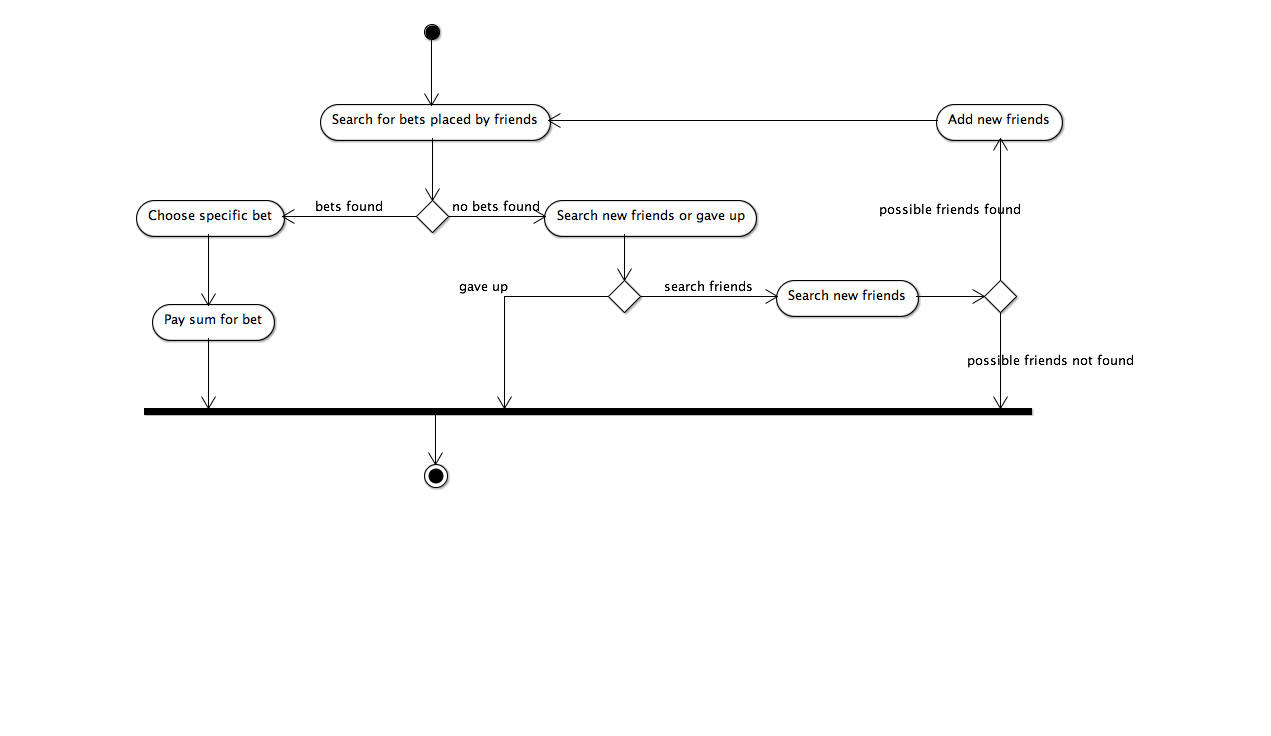 Search for bets placed by friends
Add new friends
bets found
no bets found
Choose specific bet
Search new friends or gave up
possible friends found
gave up
search friends
Search new friends
Pay sum for bet
possible friends not found